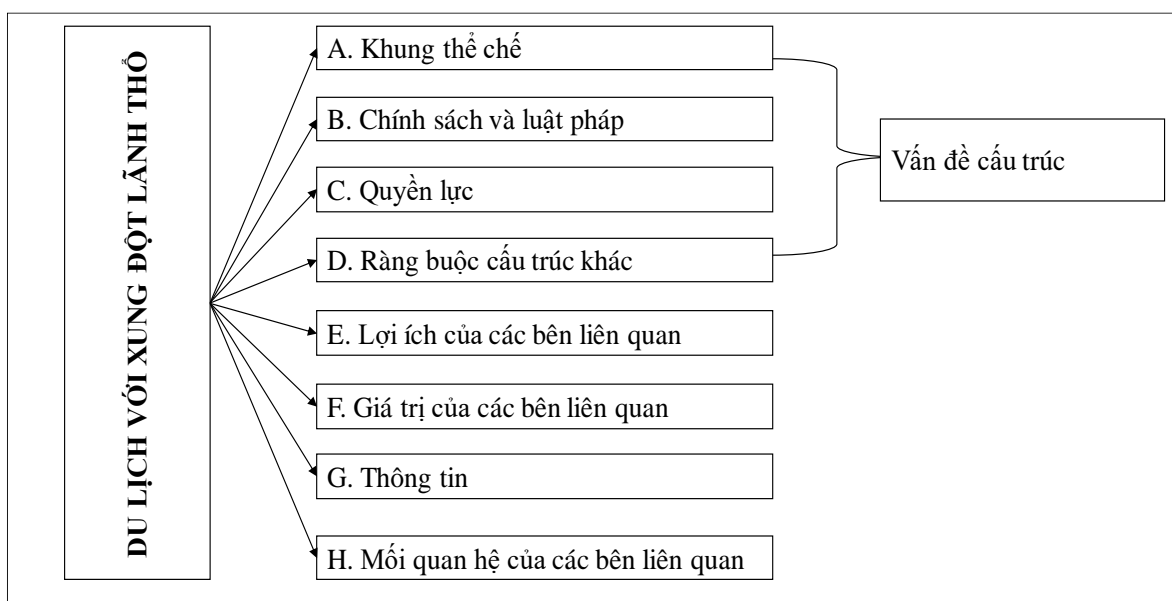 DU LỊCH VỚI XUNG ĐỘT LÃNH THỔ
A. Khung thể chế
B. Chính sách và luật pháp
C. Quyền lực
D. Ràng buộc cấu trúc khác
E. Lợi ích của các bên liên quan
F. Giá trị của các bên liên quan
G. Thông tin
H. Mối quan hệ của các bên liên quan
Vấn đề cấu trúc